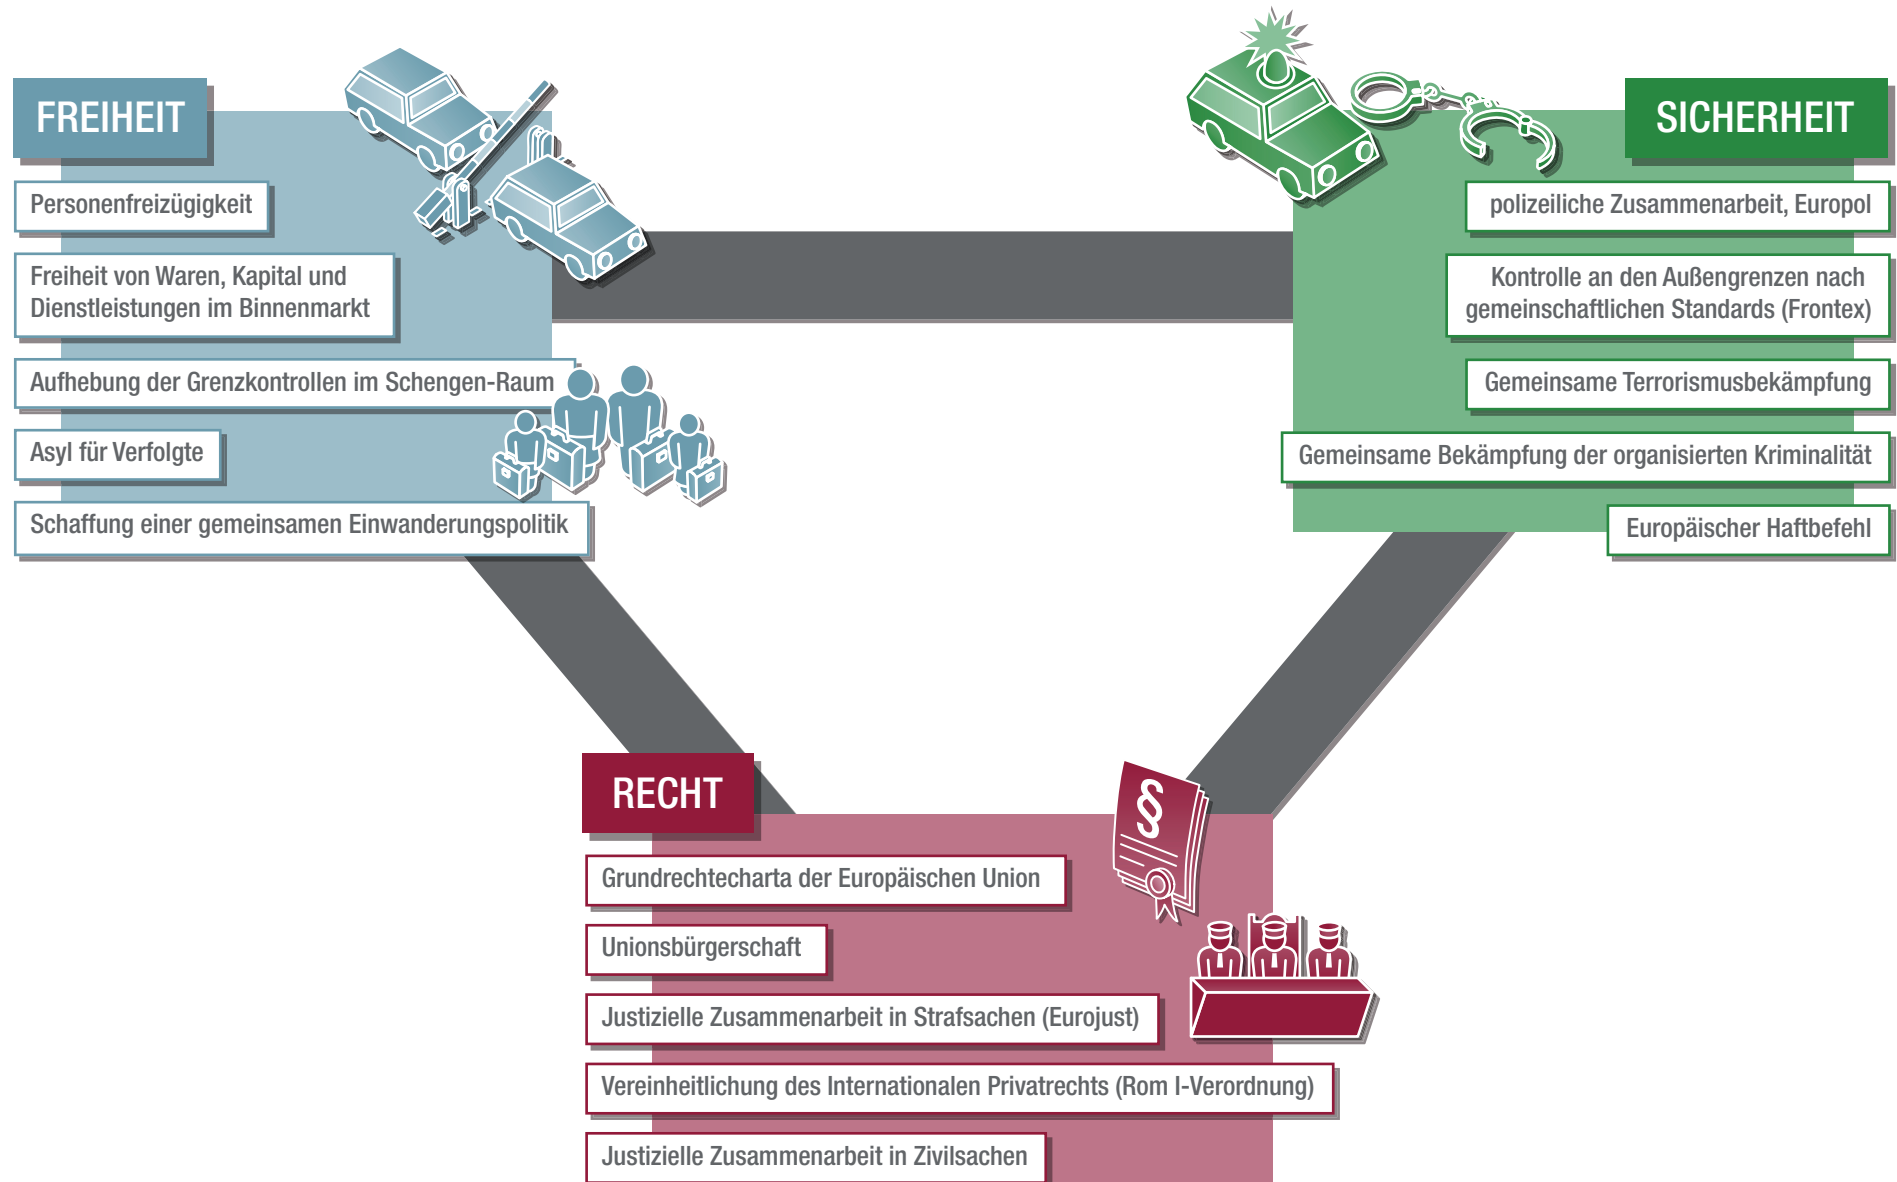 FREIHEIT
Personenfreizügigkeit
Freiheit von Waren, Kapital und
Dienstleistungen im Binnenmarkt
Aufhebung der Grenzkontrollen im Schengen-Raum
Asyl für Verfolgte
Schaffung einer gemeinsamen Einwanderungspolitik
SICHERHEIT
polizeiliche Zusammenarbeit, Europol
Kontrolle an den Außengrenzen nach
gemeinschaftlichen Standards (Frontex)
Gemeinsame Terrorismusbekämpfung
Gemeinsame Bekämpfung der organisierten Kriminalität
Europäischer Haftbefehl
RECHT
§
Grundrechtecharta der Europäischen Union
Unionsbürgerschaft
Justizielle Zusammenarbeit in Strafsachen (Eurojust)
Vereinheitlichung des Internationalen Privatrechts (Rom I-Verordnung)
Justizielle Zusammenarbeit in Zivilsachen